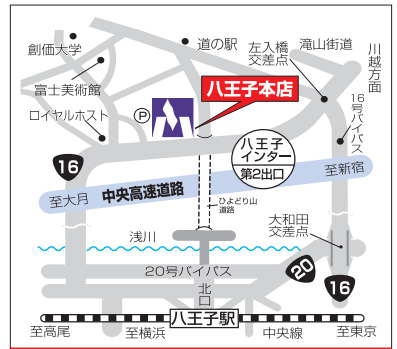 創価大学
道の駅
左入橋
交差点
滝山街道
川越方面
富士美術館
八王子本店
ロイヤルホスト
P
16号バイパス
八王子
インター
第2出口
16
中央高速道路
至大月
至新宿
ひよどり山
道路
大和田
交差点
浅川
20号バイパス
20
16
北口
八王子駅
至高尾
至横浜
中央線
至東京